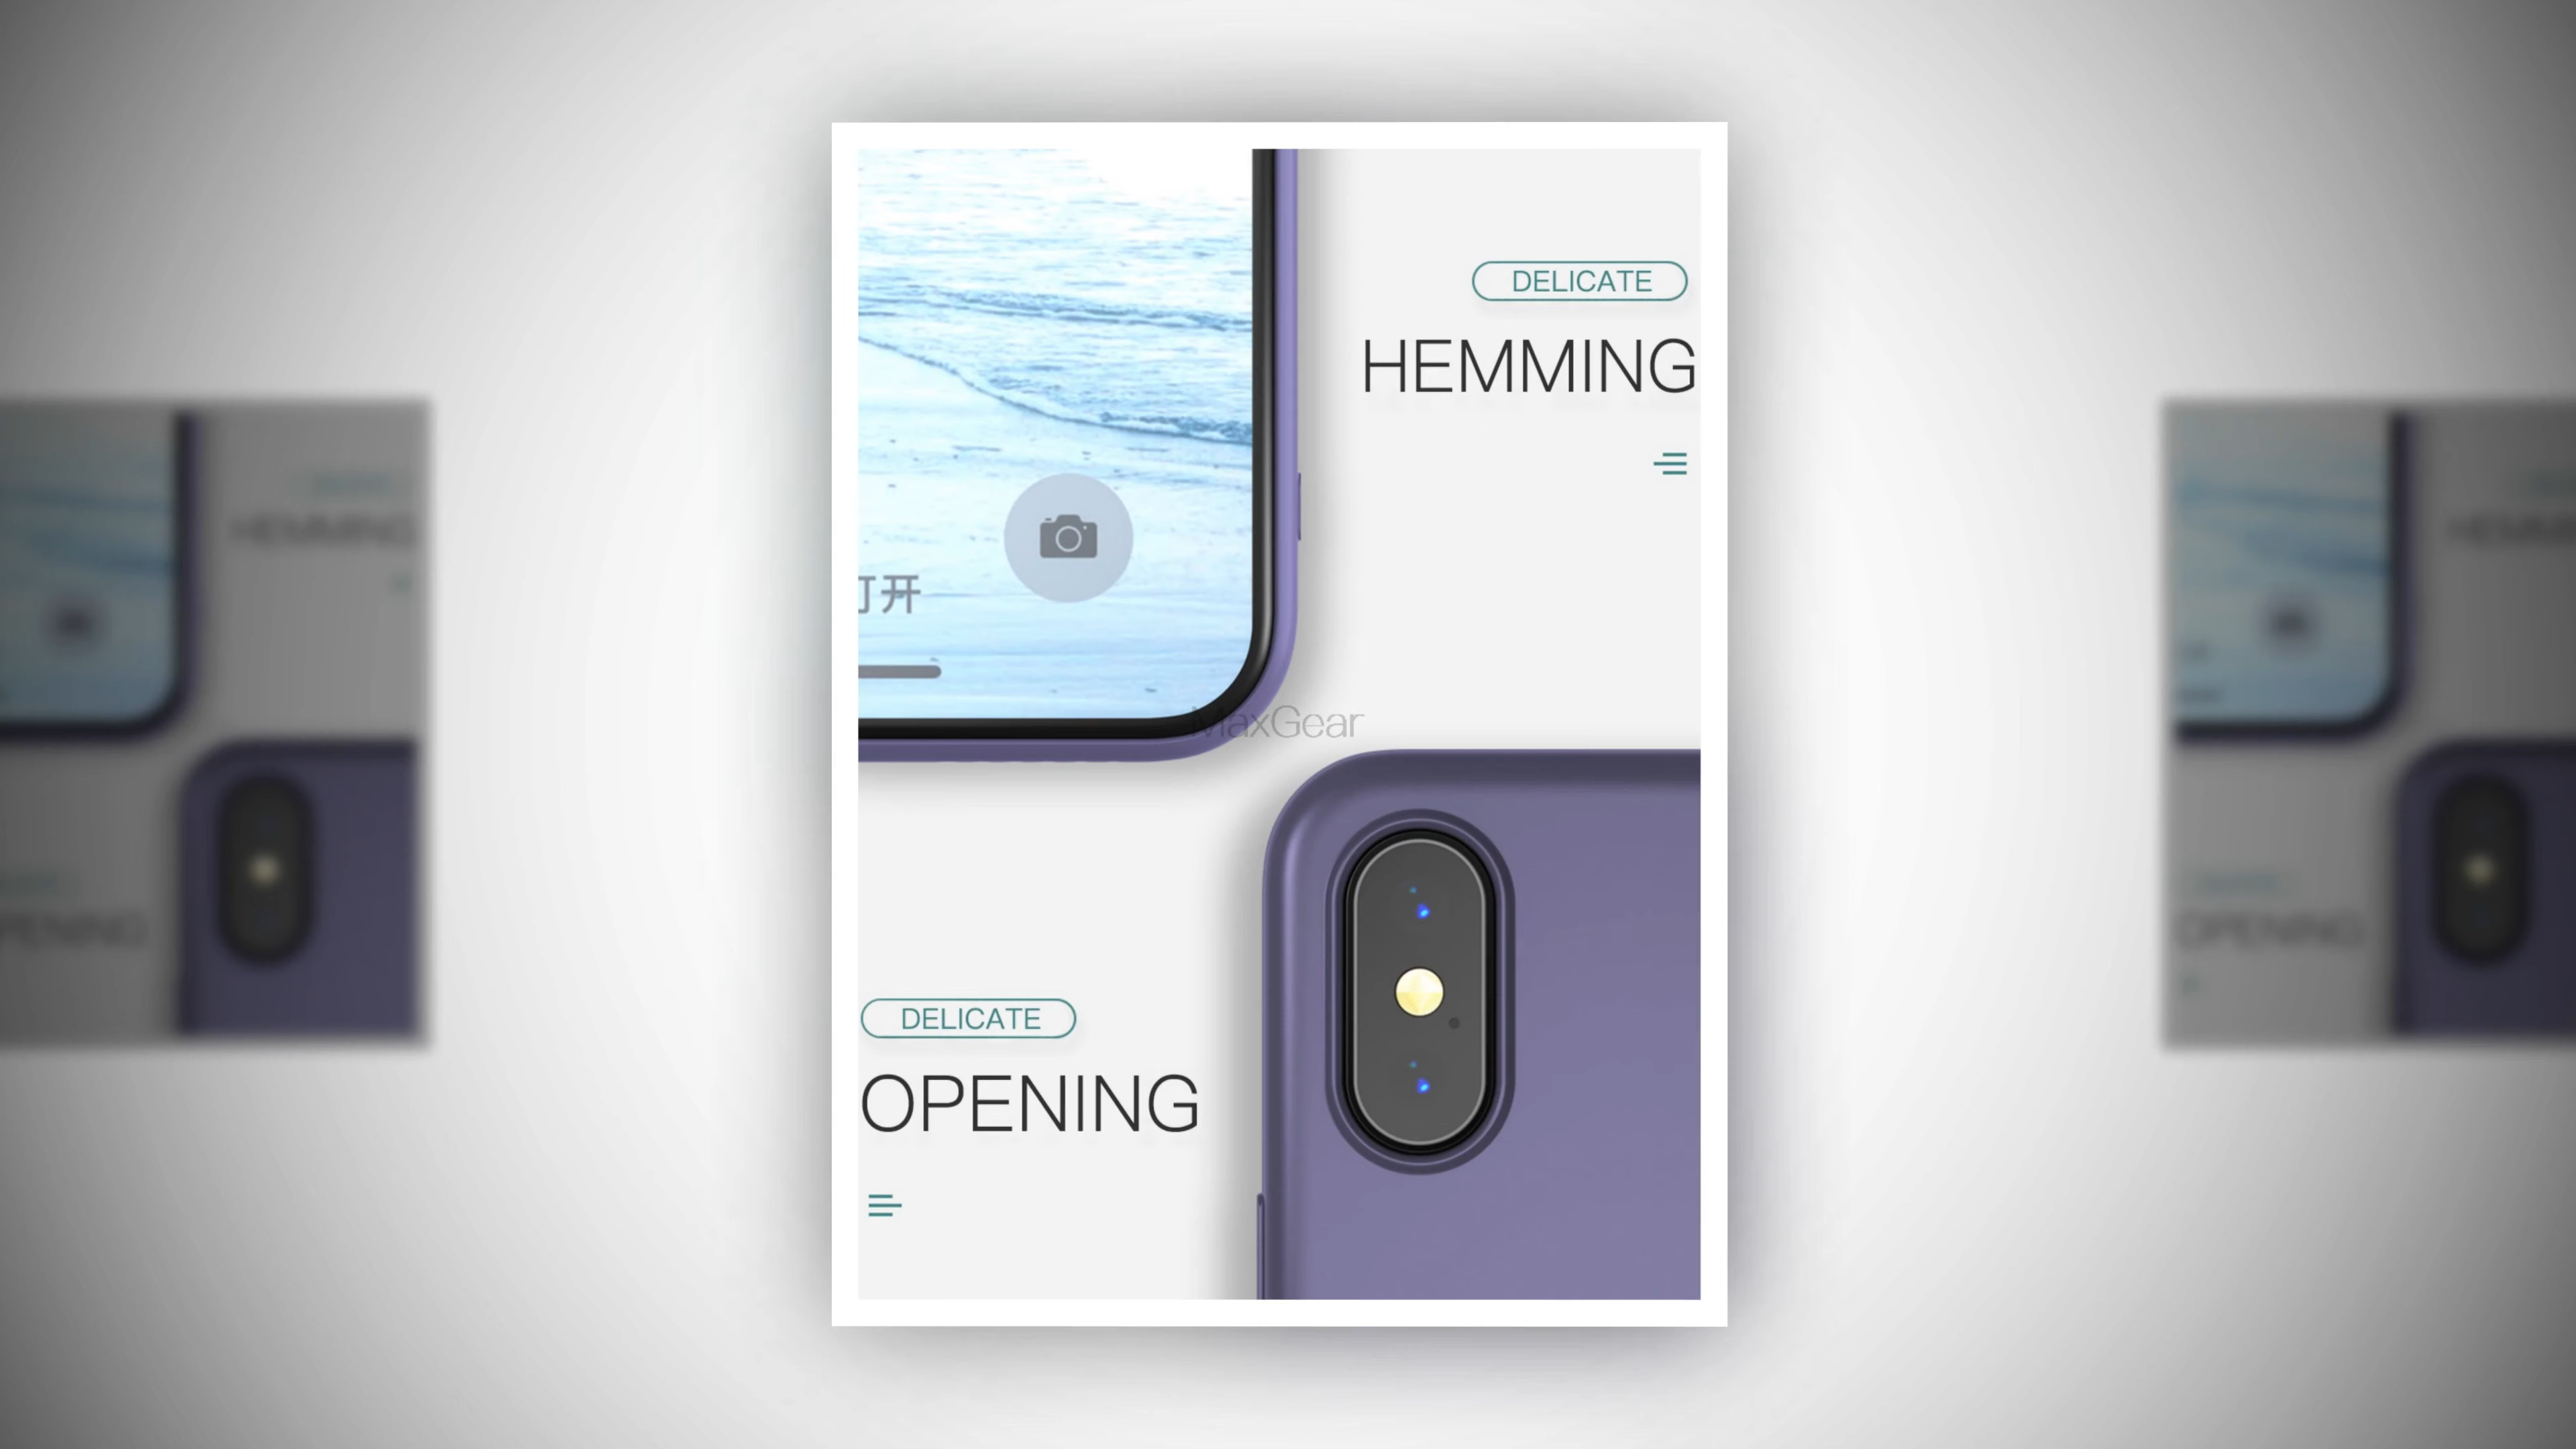 DELICATE
HEMMING
打开
MaxGear
DELICATE
OPENING